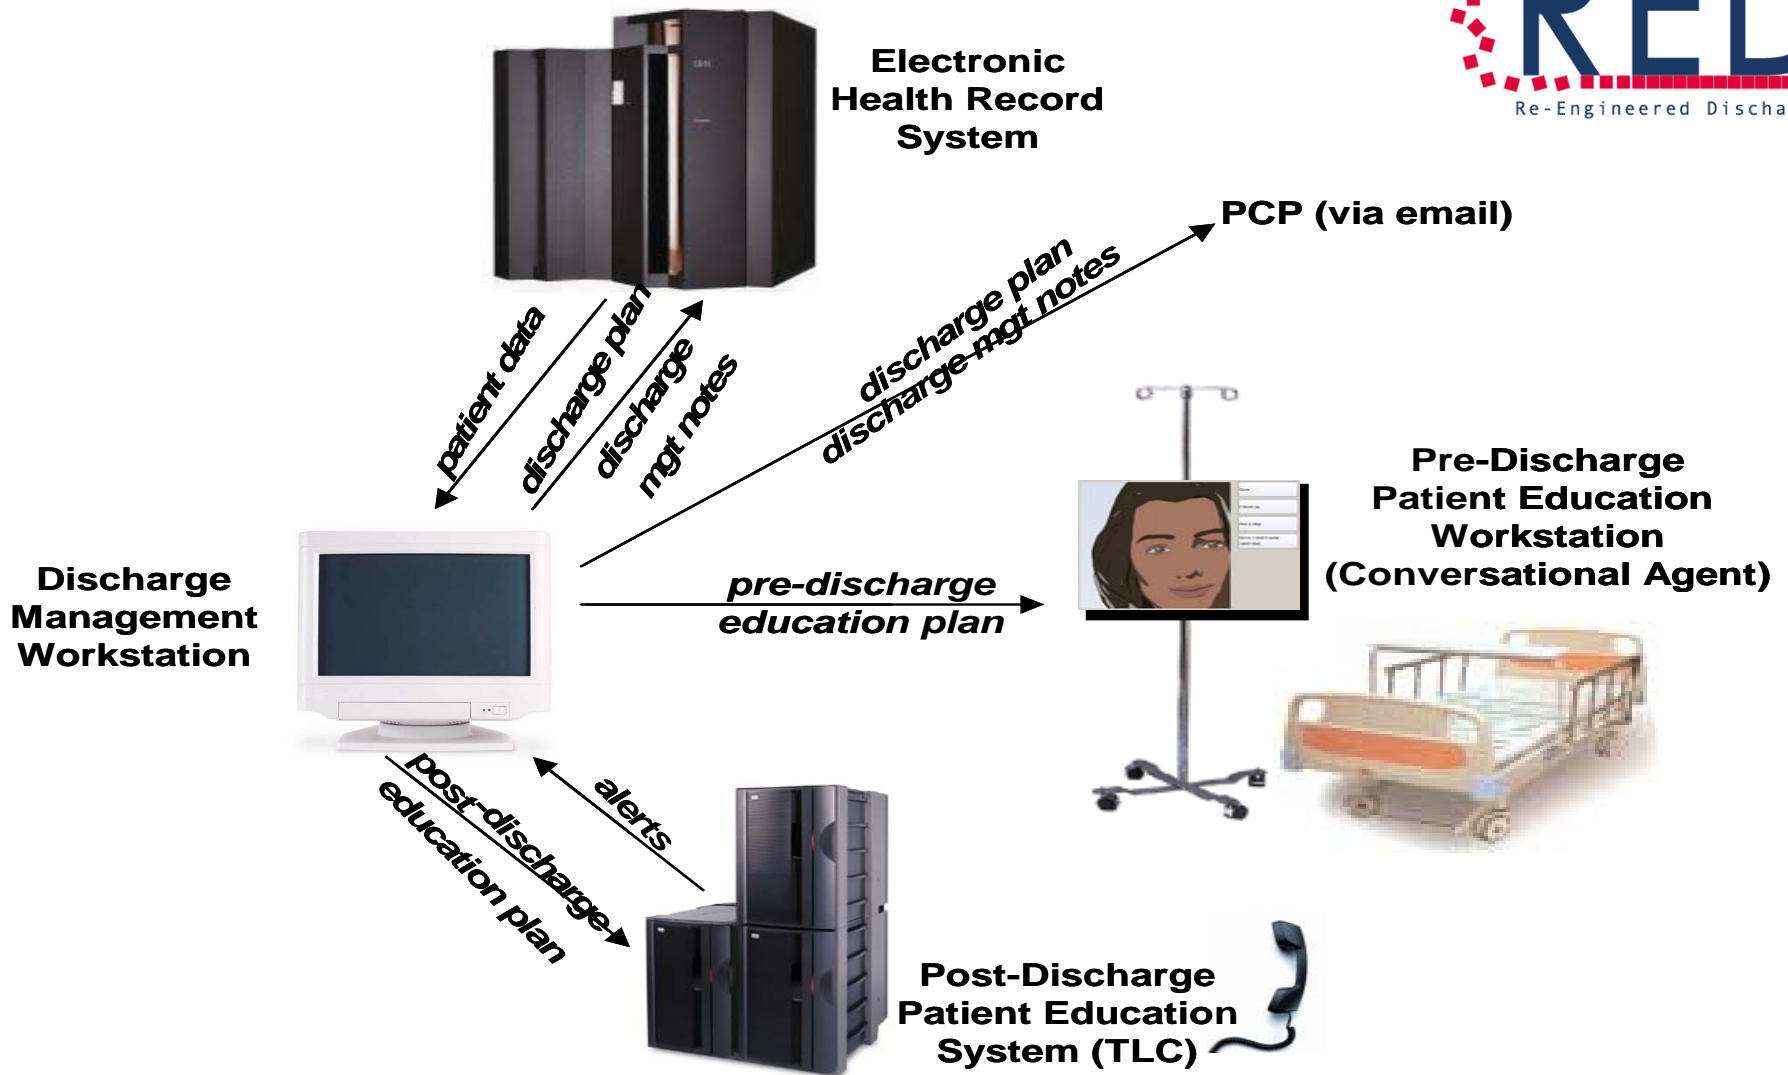 RED
Re-Engineered Discha
Electronic
Health Record
System
IBM
PCP (via email)
patient data
discharge plan
discharge
mgt notes
discharge plan
discharge mgt notes
Pre-Discharge
Patient Education
Workstation
(Conversational Agent)
Discharge
Management
Workstation
pre-discharge
education plan
post-discharge
education plan
alerts
Post-Discharge
Patient Education
System (TLC)